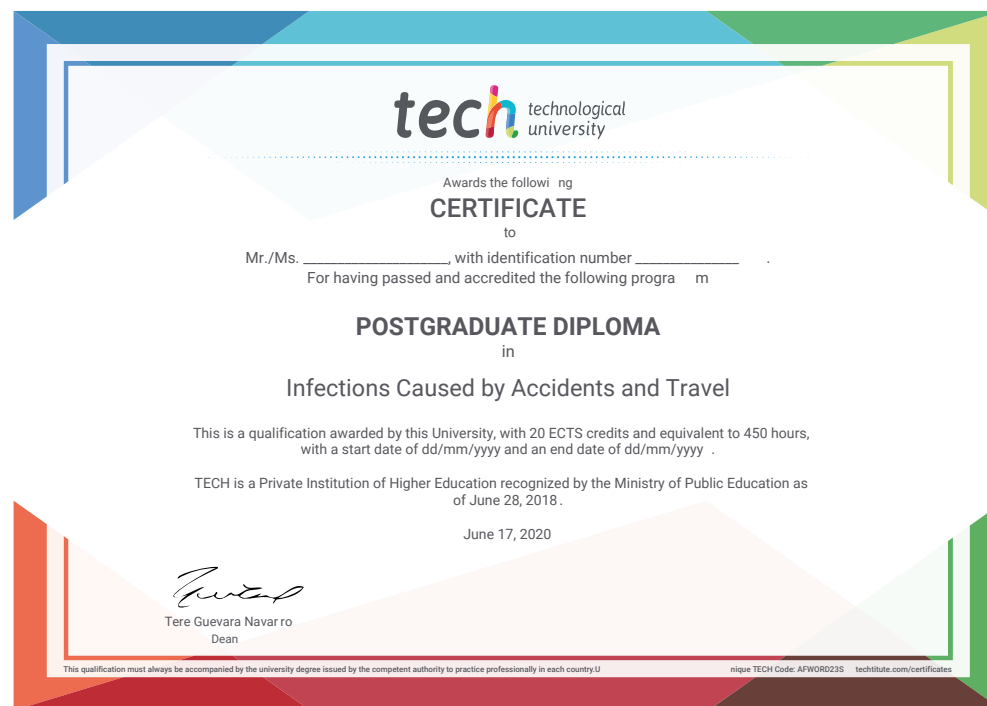 tech technological
university
Awards the followi ng
CERTIFICATE
to
Mr./Ms. _____________________, with identification number _______________ .
For having passed and accredited the following progra m
POSTGRADUATE DIPLOMA
in
Infections Caused by Accidents and Travel
This is a qualification awarded by this University, with 20 ECTS credits and equivalent to 450 hours,
with a start date of dd/mm/yyyy and an end date of dd/mm/yyyy .
TECH is a Private Institution of Higher Education recognized by the Ministry of Public Education as
of June 28, 2018 .
June 17, 2020
Tere Guevara Navar ro
Dean
This qualification must always be accompanied by the university degree issued by the competent authority to practice professionally in each country.U nique TECH Code: AFWORD23S techtitute.com/certificates